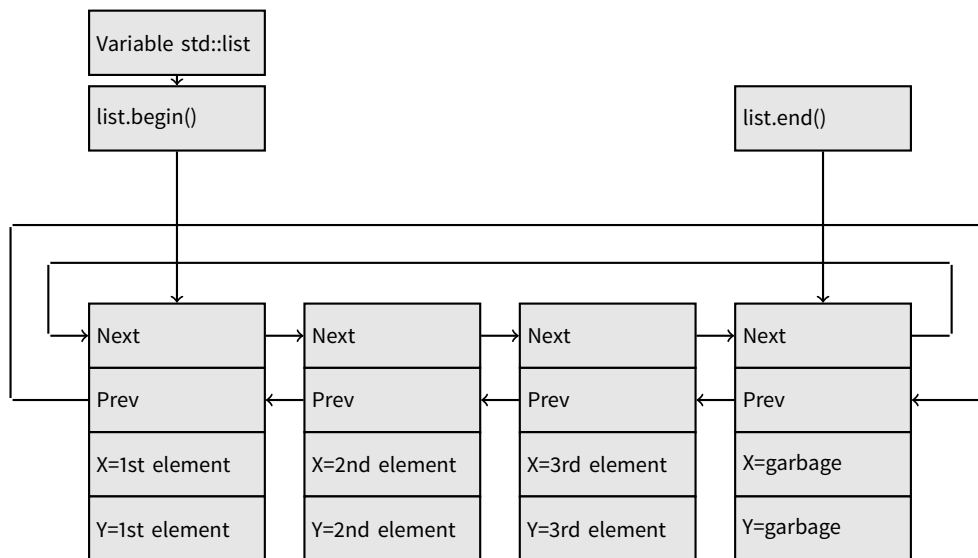 Variable std::list
list.begin()
list.end()
Next
Next
Next
Next
Prev
Prev
Prev
Prev
X=1st element
X=2nd element
X=3rd element
X=garbage
Y=1st element
Y=2nd element
Y=3rd element
Y=garbage